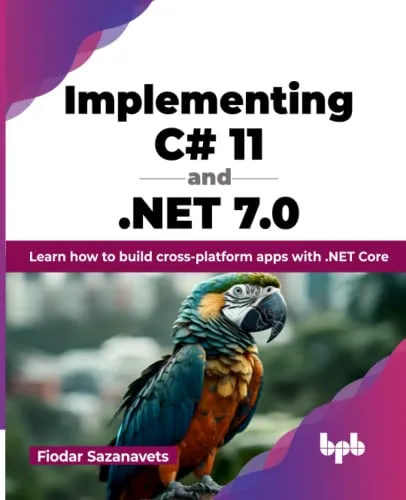 Implementing
C# 11
and
.NET 7.0
Learn how to build cross-platform apps with .NET Core
Fiodar Sazanavets
bpb